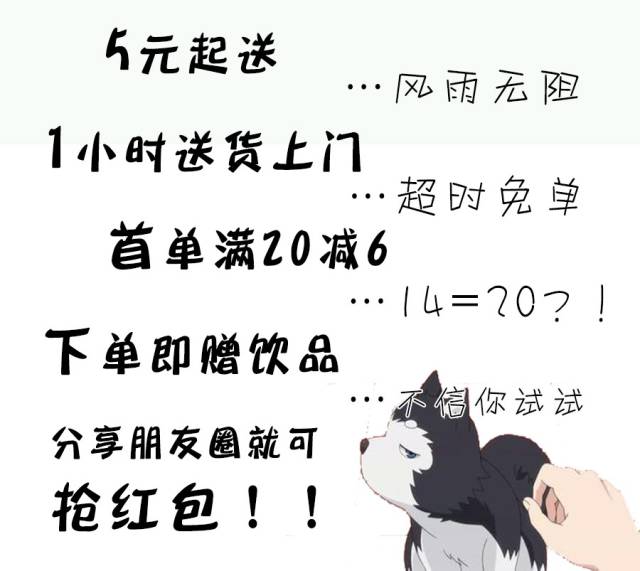 5元起送
…风雨无阻
1小时送货上门
…超时免单
首单满20减6
…14=20？！
下单即赠饮品
…不信你试试
分享朋友圈就可
抢红包！！